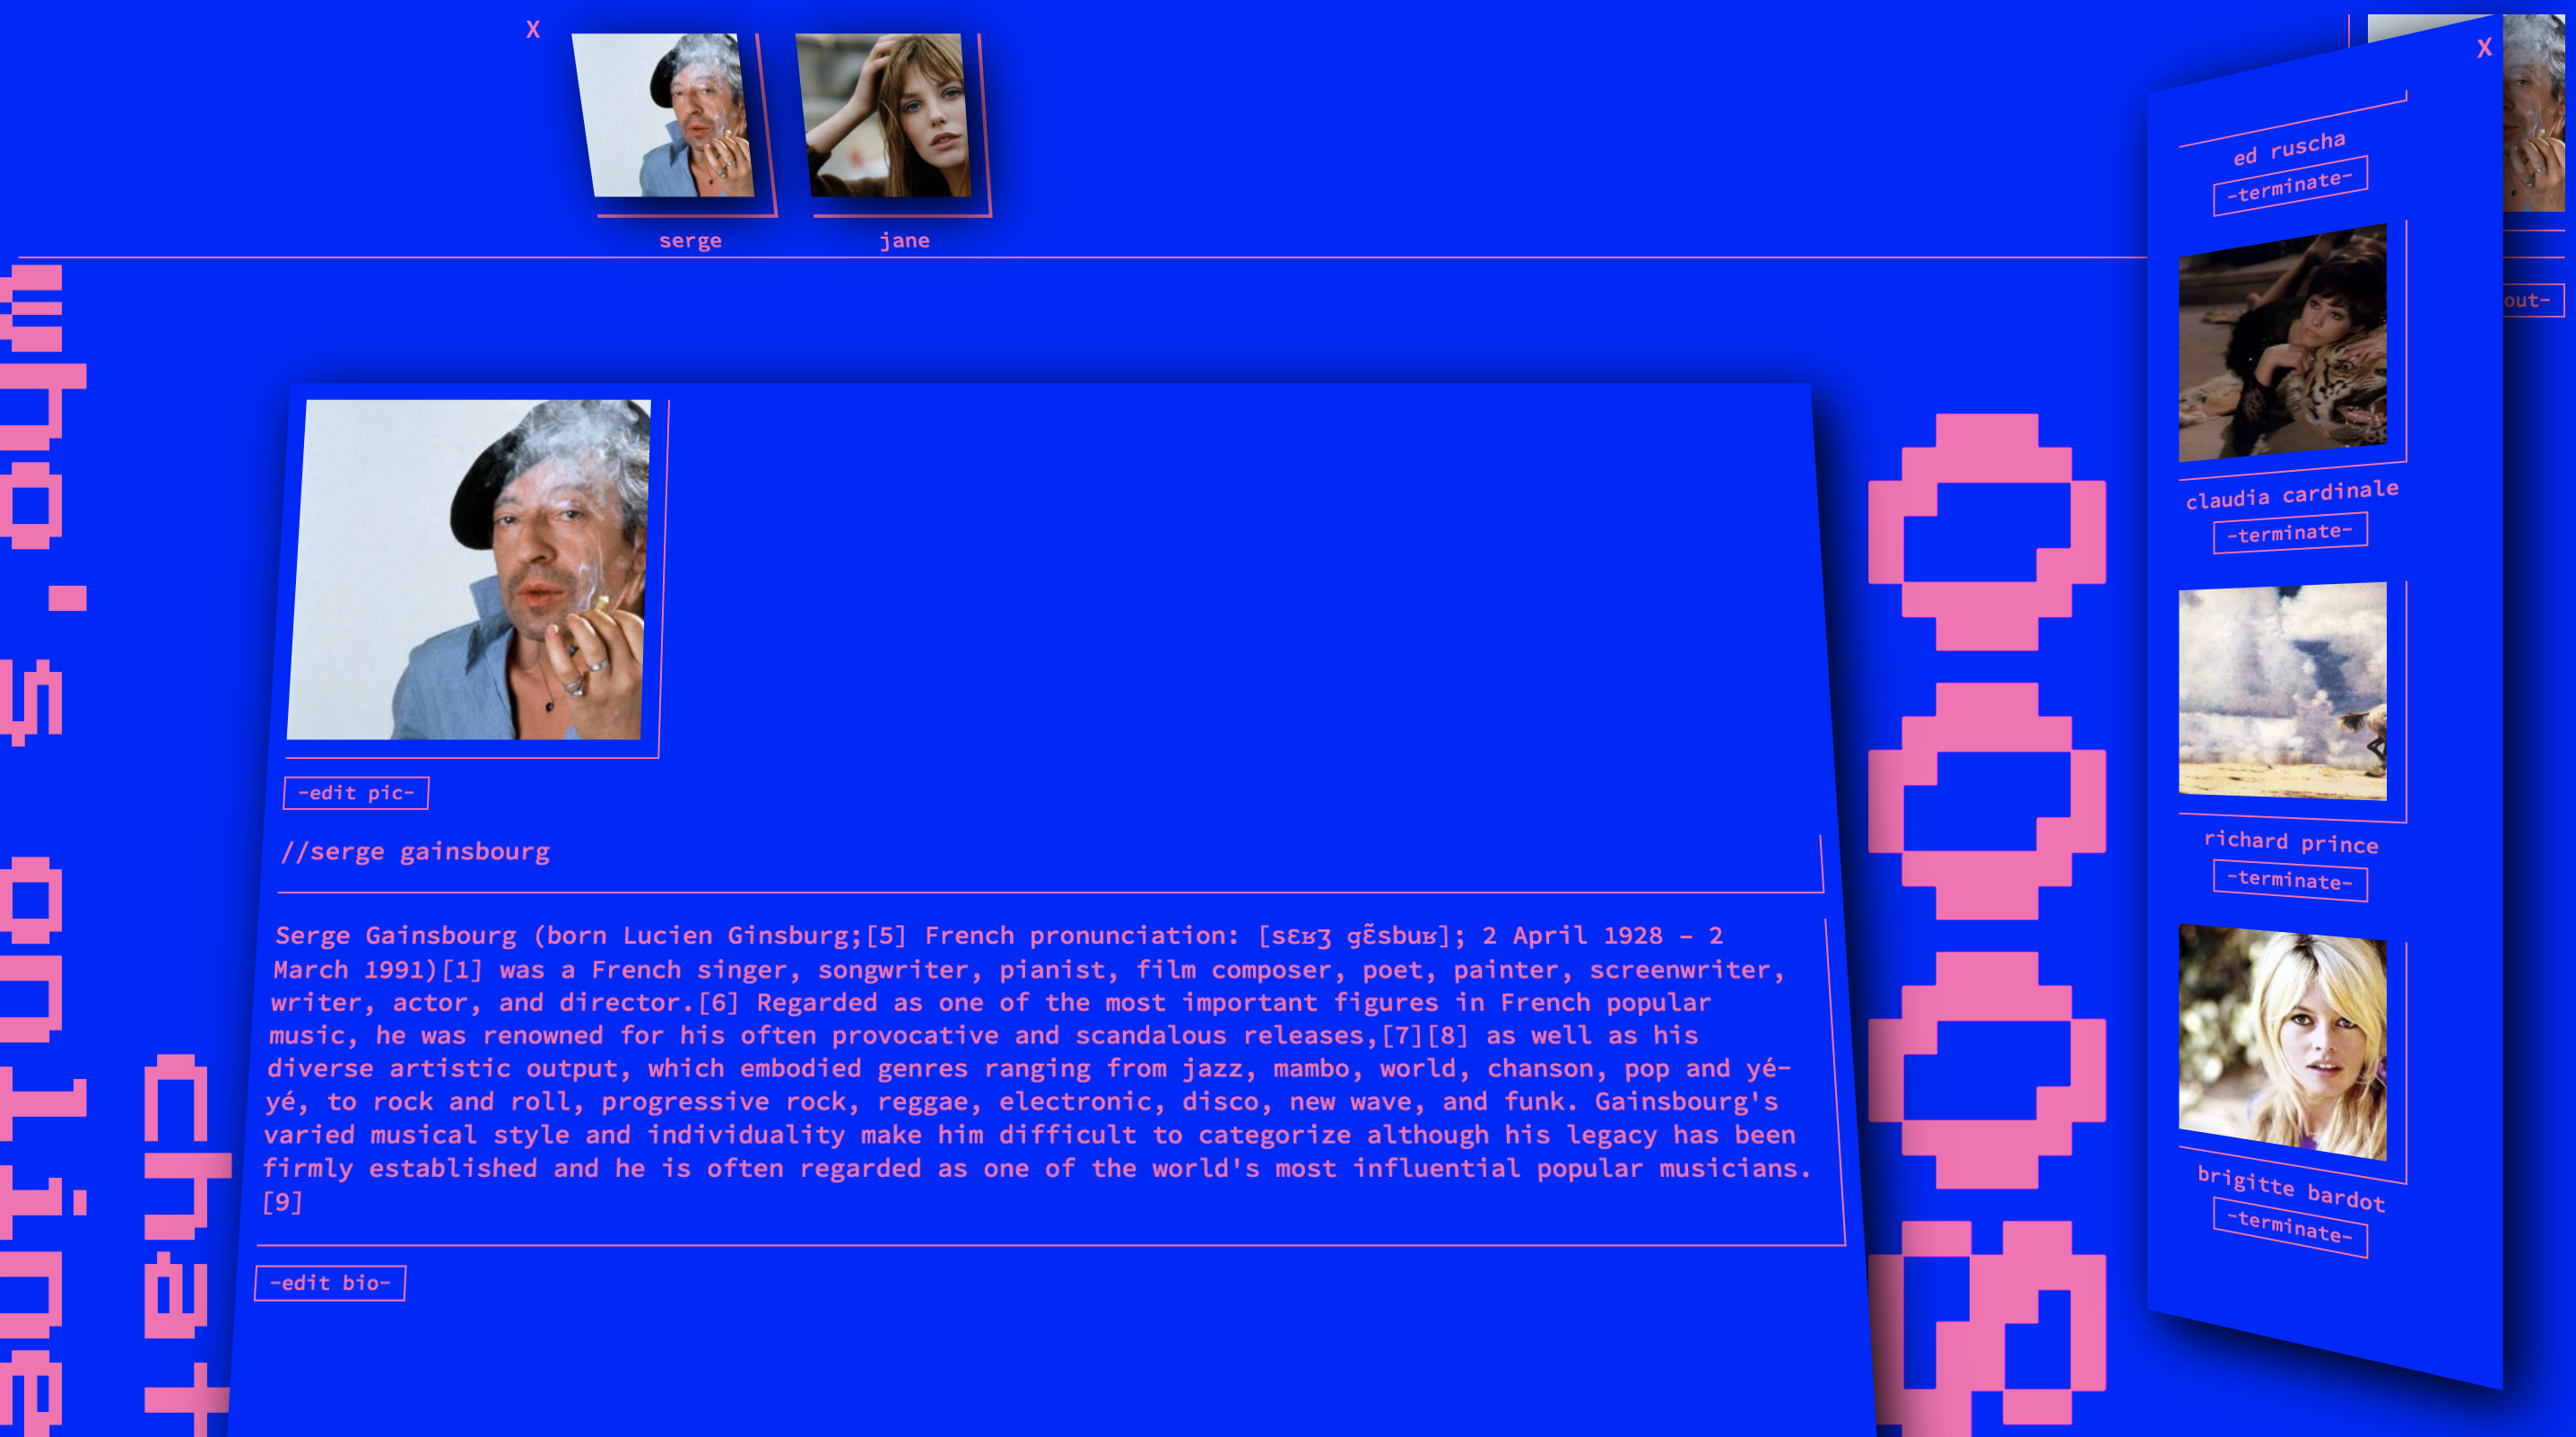 X
serge
jane
X
ed ruscha
-terminate-
claudia cardinale
-terminate-
richard prince
-terminate-
brigitte bardot
-terminate-
out-
who's online
chat
-edit pic-
//serge gainsbourg
Serge Gainsbourg (born Lucien Ginsburg;[5] French pronunciation: [sɛʁʒ ɡɛ̃sbuʁ]; 2 April 1928 – 2
March 1991)[1] was a French singer, songwriter, pianist, film composer, poet, painter, screenwriter,
writer, actor, and director.[6] Regarded as one of the most important figures in French popular
music, he was renowned for his often provocative and scandalous releases,[7][8] as well as his
diverse artistic output, which embodied genres ranging from jazz, mambo, world, chanson, pop and yé-
yé, to rock and roll, progressive rock, reggae, electronic, disco, new wave, and funk. Gainsbourg's
varied musical style and individuality make him difficult to categorize although his legacy has been
firmly established and he is often regarded as one of the world's most influential popular musicians.
[9]
-edit bio-